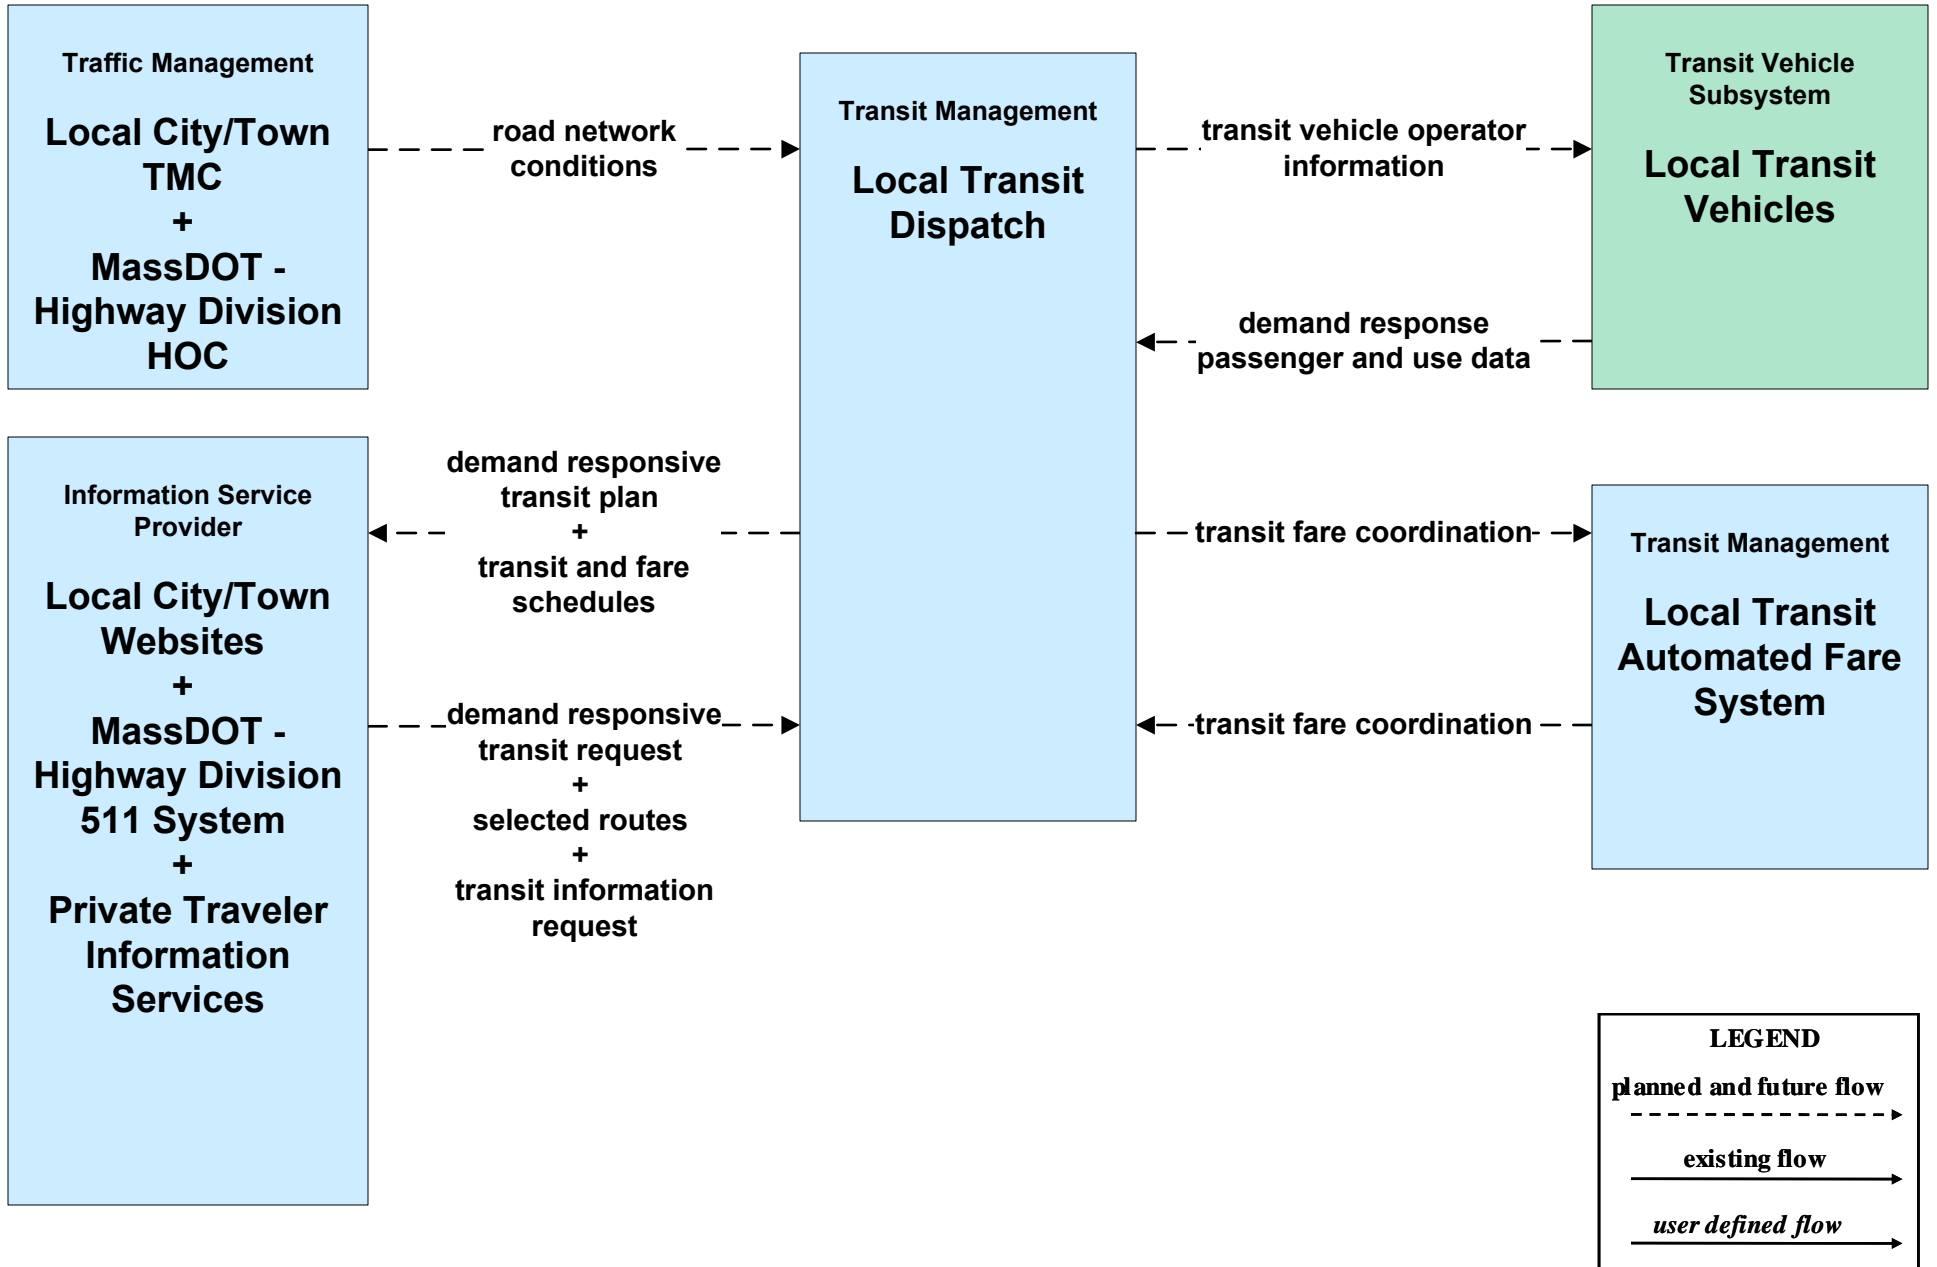 Traffic Management
Local City/Town
TMC
+
MassDOT -
Highway Division
HOC
road network
conditions
Transit Management
Local Transit
Dispatch
transit vehicle operator
information
Transit Vehicle
Subsystem
Local Transit
Vehicles
demand response
passenger and use data
Information Service
Provider
Local City/Town
Websites
+
MassDOT -
Highway Division
511 System
+
Private Traveler
Information
Services
demand responsive
transit plan
+
transit and fare
schedules
demand responsive
transit request
+
selected routes
+
transit information
request
transit fare coordination
transit fare coordination
Transit Management
Local Transit
Automated Fare
System
LEGEND
planned and future flow
existing flow
user defined flow